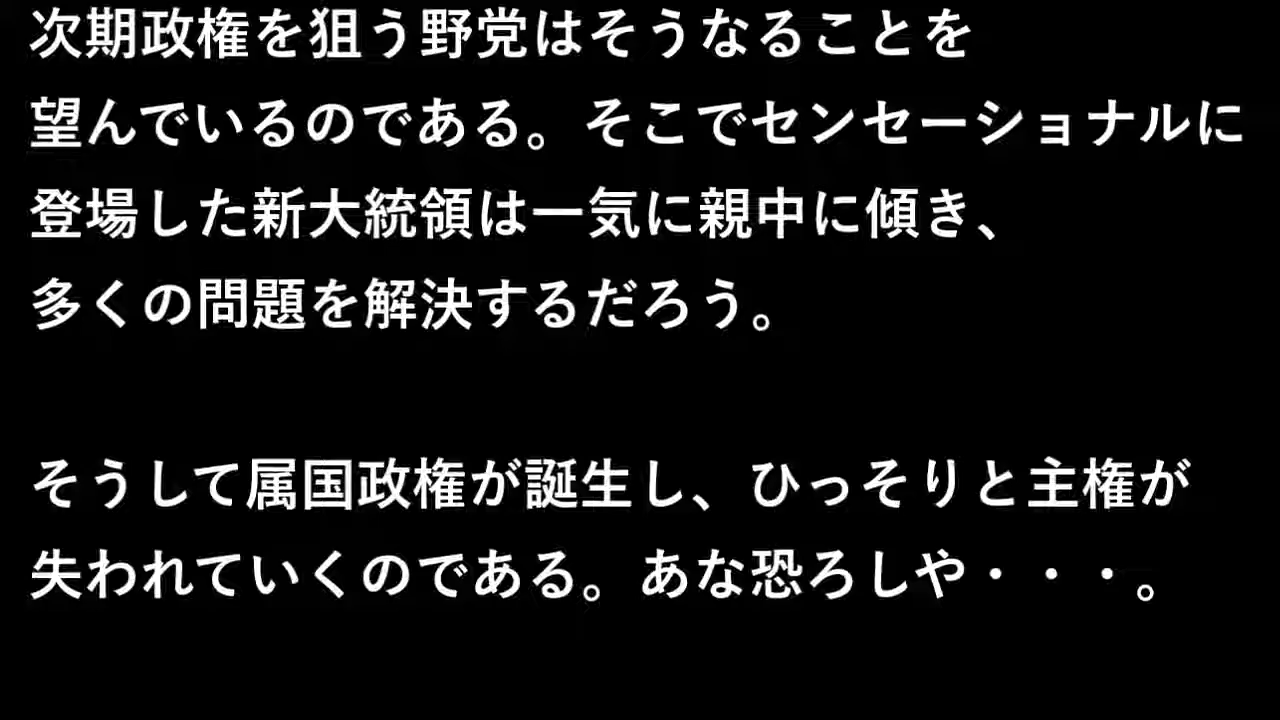 次期政権を狙う野党はそうなることを
望んでいるのである。そこでセンセーショナルに
登場した新大統領は一気に親中に傾き、
多くの問題を解決するだろう。
そうして属国政権が誕生し、ひっそりと主権が
失われていくのである。あな恐ろしや・・・。